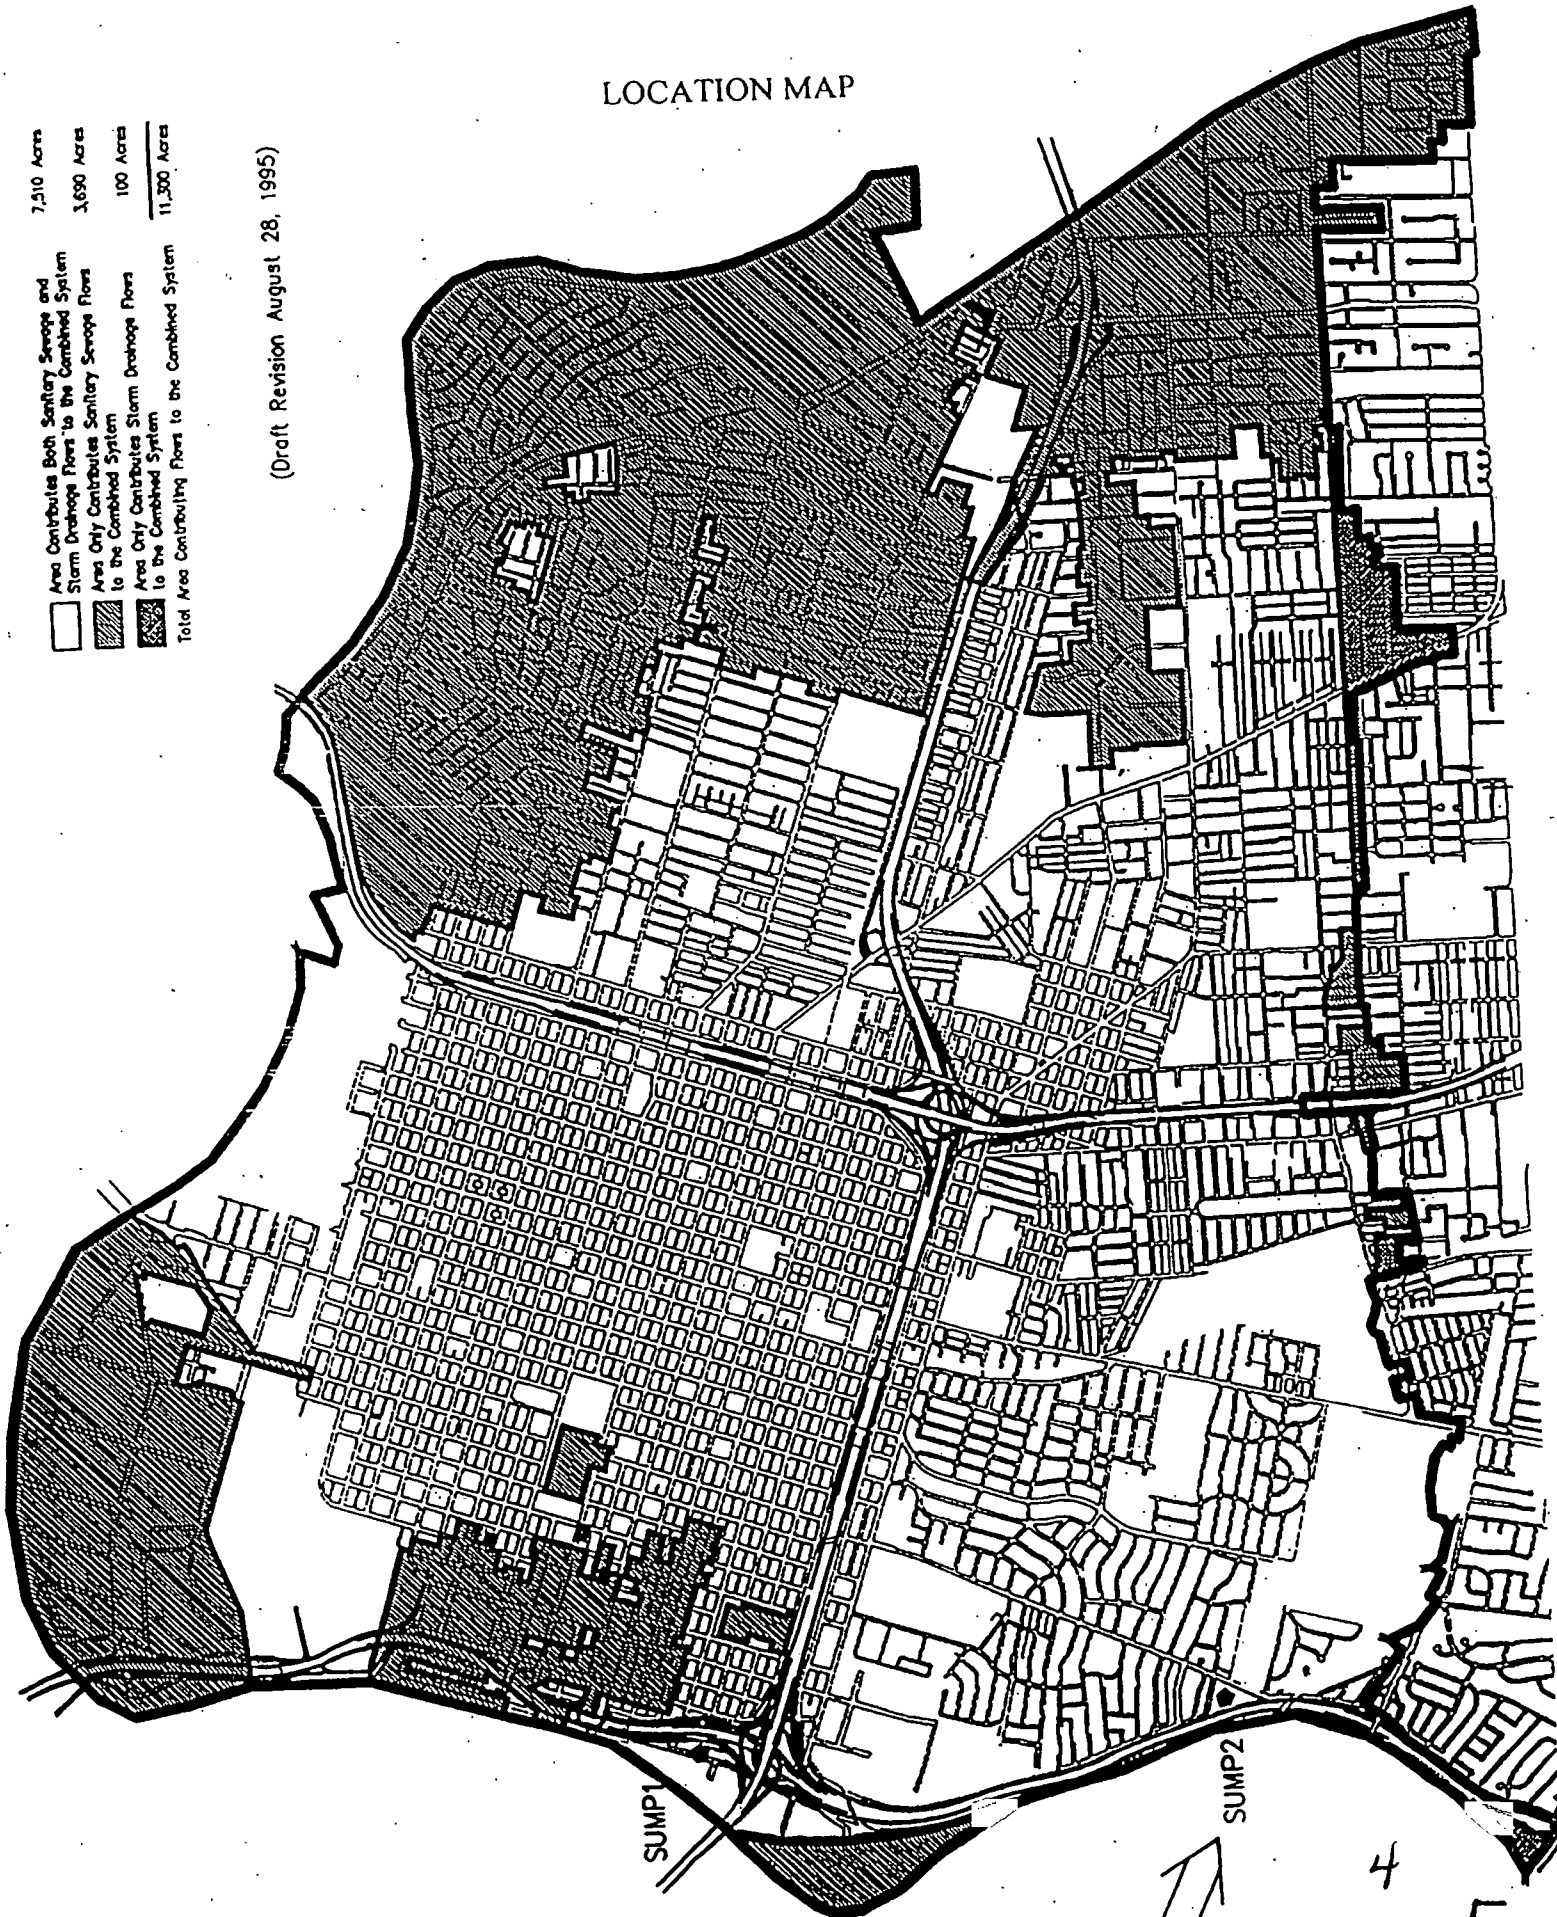 LOCATION MAP
Area Contributes Both Sanitary Sewage and
Storm Drainage Flows to the Combined System
7,510 Acres
Area Only Contributes Sanitary Sewage Flows
to the Combined System
3,690 Acres
Area Only Contributes Storm Drainage Flows
to the Combined System
100 Acres
Total Area Contributing Flows to the Combined System
11,300 Acres
(Draft Revision August 28, 1995)
SUMP1
SUMP2
4